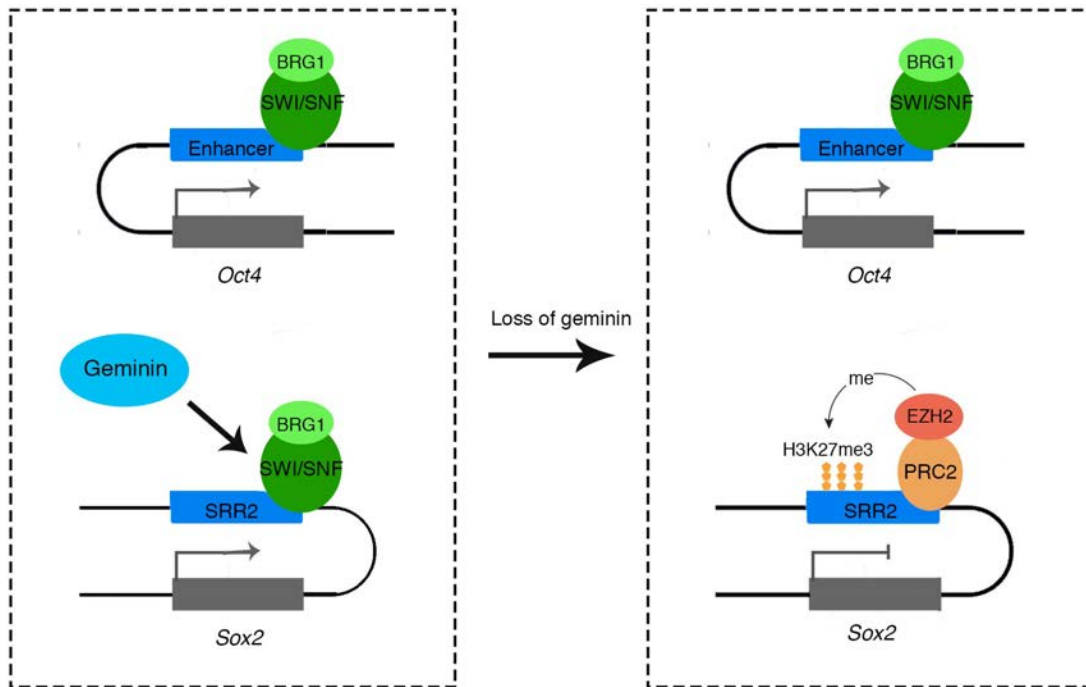 BRG1
SWI/SNF
Enhancer
Oct4
Geminin
BRG1
SWI/SNF
SRR2
Sox2
Loss of geminin
BRG1
SWI/SNF
Enhancer
Oct4
me
EZH2
H3K27me3
PRC2
SRR2
Sox2